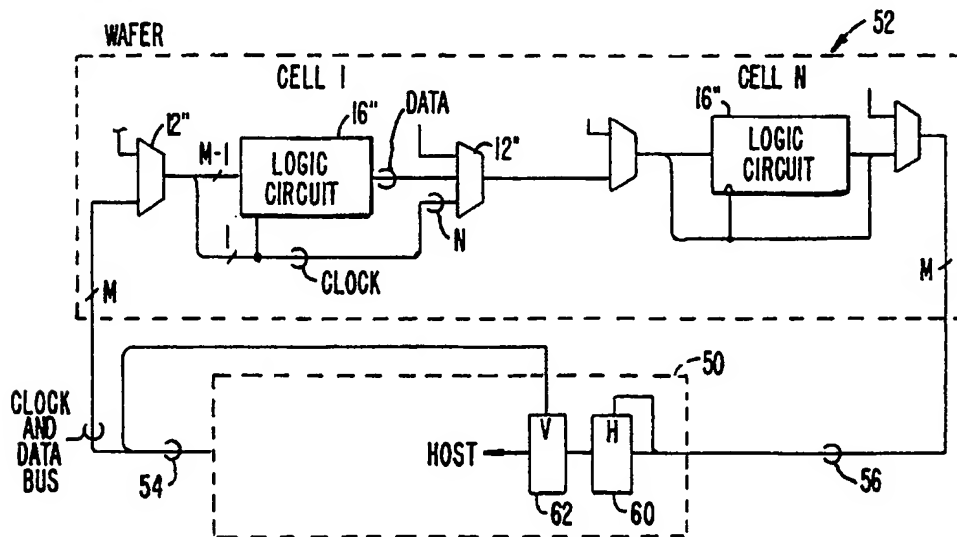 WAFER
52
CELL 1
CELL N
12"
16"
DATA
12"
16"
M-1
LOGIC
CIRCUIT
LOGIC
CIRCUIT
1
N
CLOCK
M
M
CLOCK
AND
DATA
BUS
54
50
HOST
V
H
62
60
56